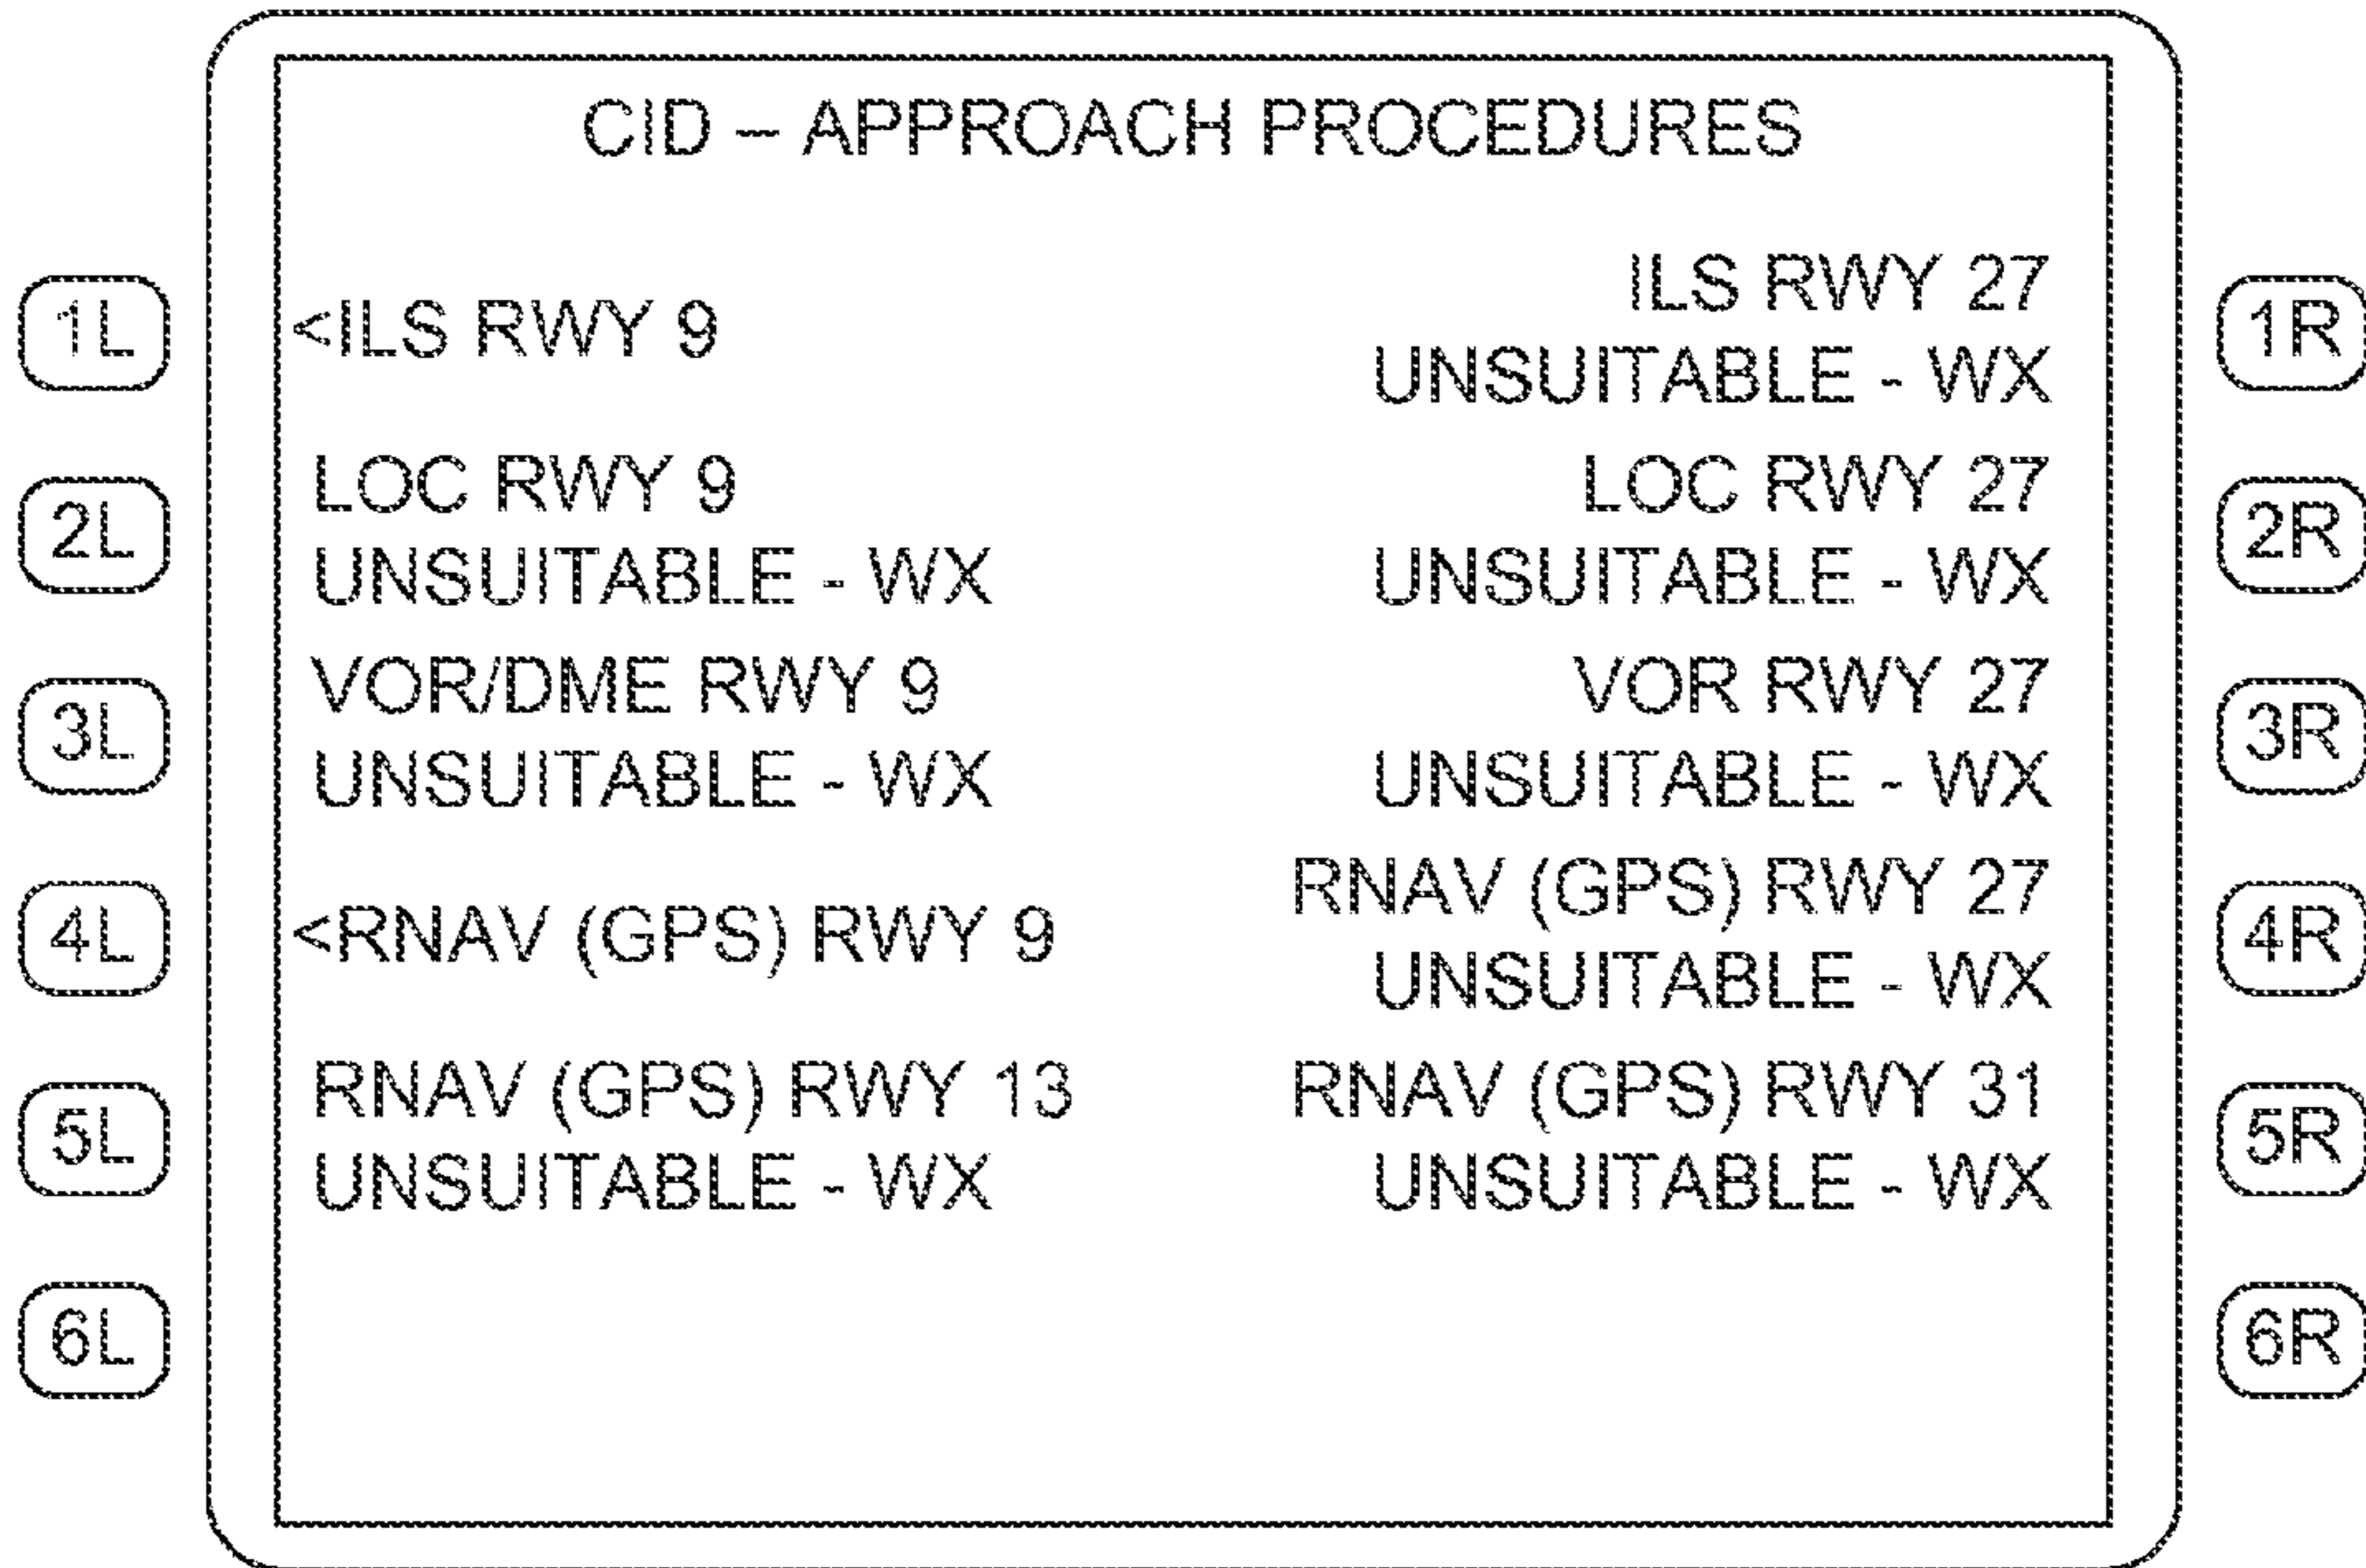 CID – APPROACH PROCEDURES
1L
<ILS RWY 9
ILS RWY 27
UNSUITABLE - WX
1R
2L
LOC RWY 9
UNSUITABLE - WX
LOC RWY 27
UNSUITABLE - WX
2R
3L
VOR/DME RWY 9
UNSUITABLE - WX
VOR RWY 27
UNSUITABLE - WX
3R
4L
<RNAV (GPS) RWY 9
RNAV (GPS) RWY 27
UNSUITABLE - WX
4R
5L
RNAV (GPS) RWY 13
UNSUITABLE - WX
RNAV (GPS) RWY 31
UNSUITABLE - WX
5R
6L
6R